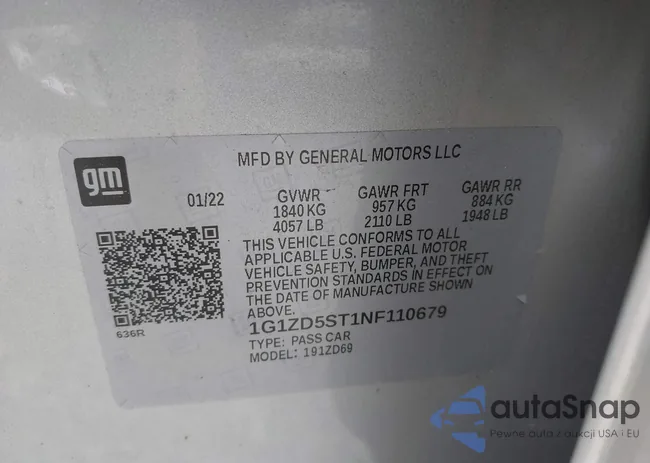 gm
MFD BY GENERAL MOTORS LLC
01/22 GVWR GAWR FRT GAWR RR
1840 KG 957 KG 884 KG
4057 LB 2110 LB 1948 LB
THIS VEHICLE CONFORMS TO ALL
APPLICABLE U.S. FEDERAL MOTOR
VEHICLE SAFETY, BUMPER, AND THEFT
PREVENTION STANDARDS IN EFFECT ON
THE DATE OF MANUFACTURE SHOWN
ABOVE.
636R
1G1ZD5ST1NF110679
TYPE: PASS CAR
MODEL: 191ZD69
autaSnap
Pewne auta z aukcji USA i EU